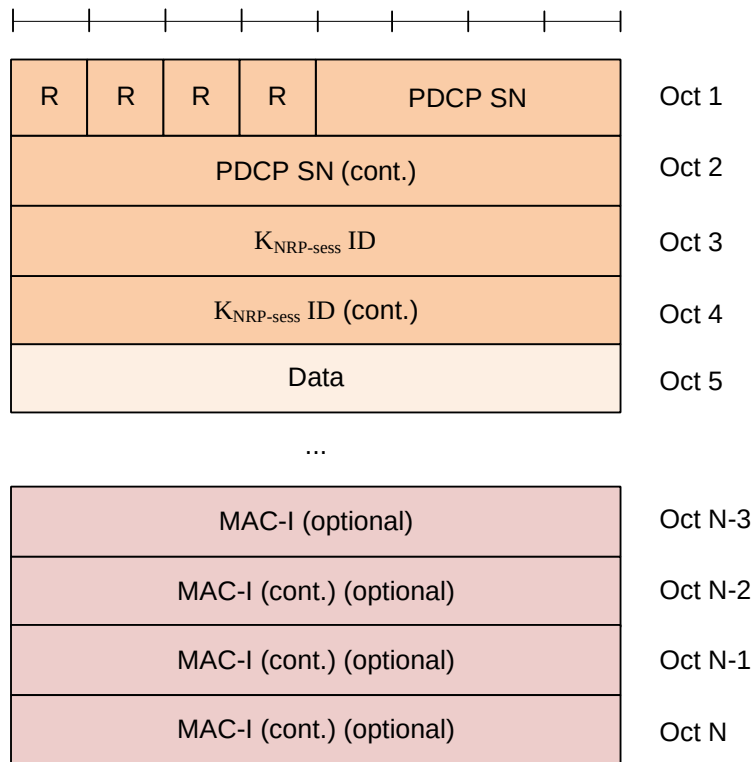 R R R R PDCP SN Oct 1
PDCP SN (cont.) Oct 2
KNRP-sess ID Oct 3
KNRP-sess ID (cont.) Oct 4
Data Oct 5
...
MAC-I (optional) Oct N-3
MAC-I (cont.) (optional) Oct N-2
MAC-I (cont.) (optional) Oct N-1
MAC-I (cont.) (optional) Oct N